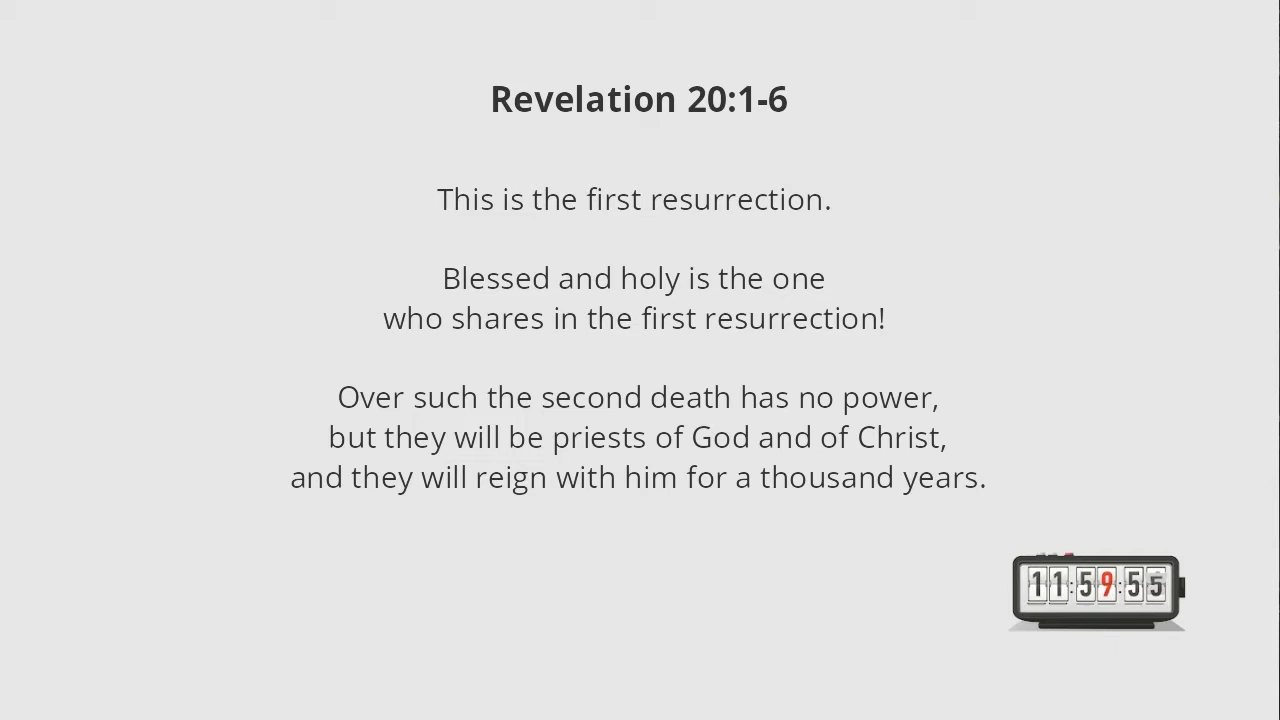 Revelation 20:1-6
This is the first resurrection.
Blessed and holy is the one
who shares in the first resurrection!
Over such the second death has no power,
but they will be priests of God and of Christ,
and they will reign with him for a thousand years.
11:59:55